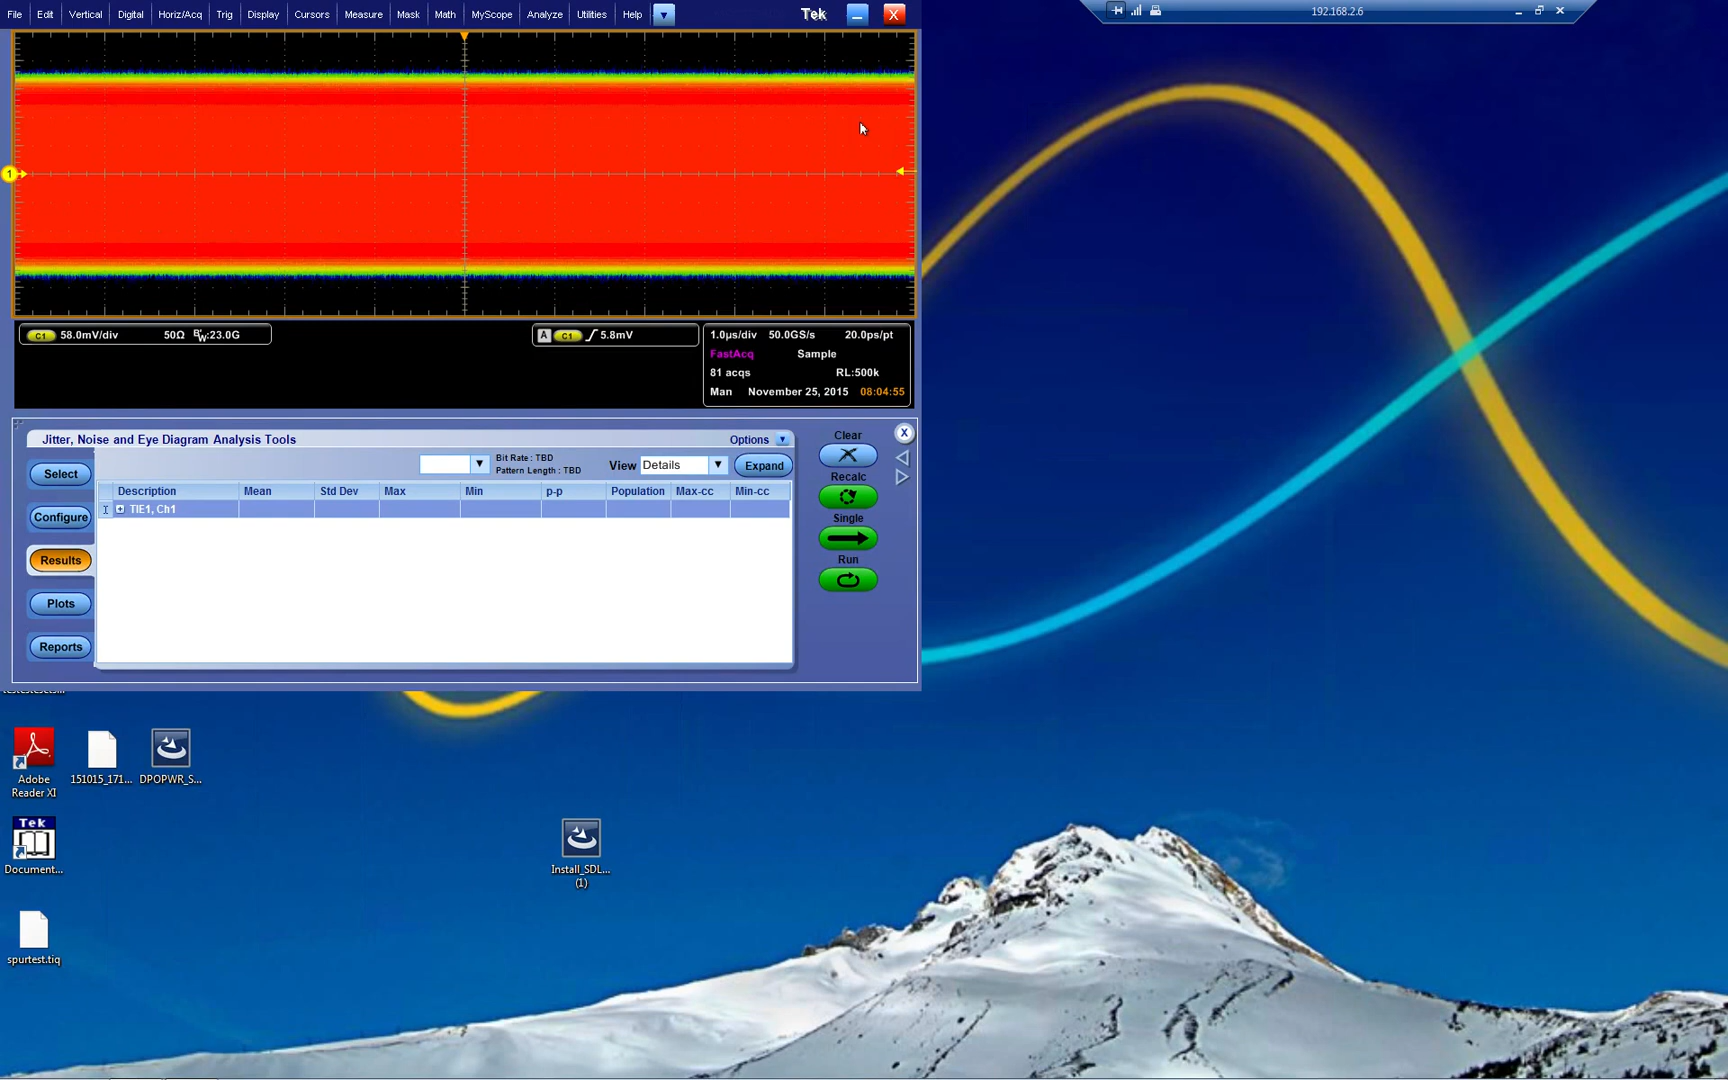 File Edit Vertical Digital Horiz/Acq Trig Display Cursors Measure Mask Math MyScope Analyze Utilities Help Tek
192.168.2.6
1
C1 58.0mV/div 50Ω BW:23.0G
A C1 5.8mV
1.0µs/div 50.0GS/s 20.0ps/pt
FastAcq Sample
81 acqs RL:500k
Man November 25, 2015 08:04:55
Jitter, Noise and Eye Diagram Analysis Tools
Options
Bit Rate : TBD
Pattern Length : TBD
View Details Expand
Select
Configure
Results
Plots
Reports
Description Mean Std Dev Max Min p-p Population Max-cc Min-cc
TIE1, Ch1
Clear
Recalc
Single
Run
X
Adobe
Reader XI
151015_171...
DPOPWR_S...
Tek
Document...
Install_SDL...
(1)
spurtest.tiq